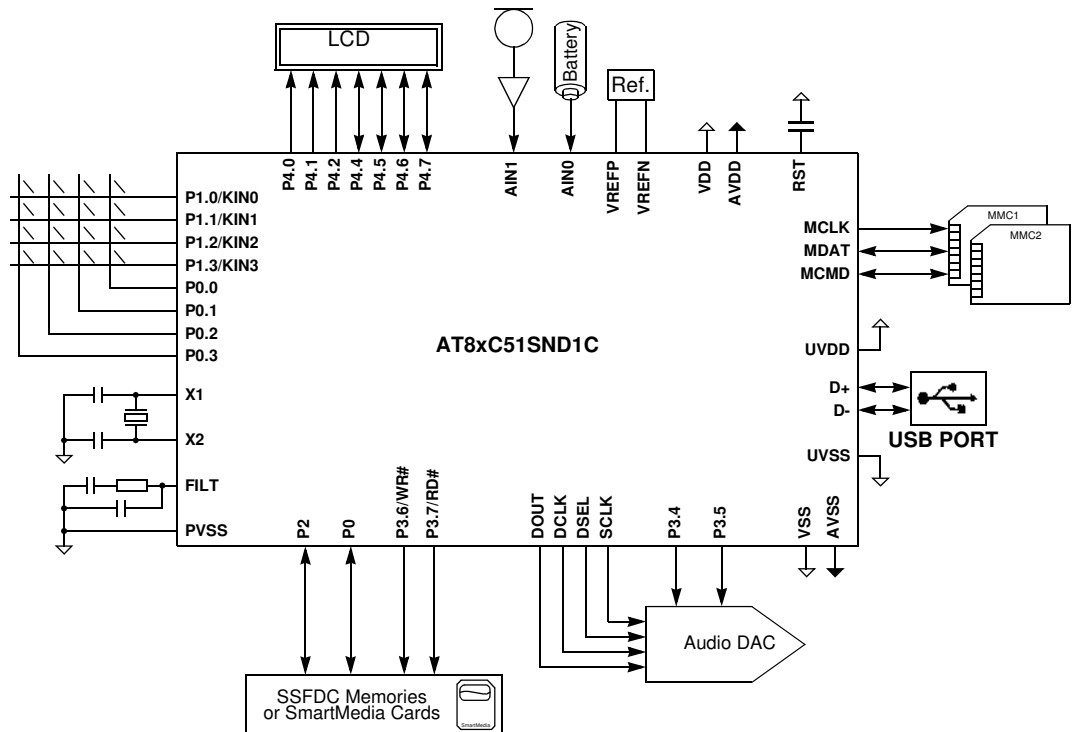 LCD
Battery
Ref.
P4.0
P4.1
P4.2
P4.4
P4.5
P4.6
P4.7
AIN1
AIN0
VREFP
VREFN
VDD
AVDD
RST
P1.0/KIN0
P1.1/KIN1
P1.2/KIN2
P1.3/KIN3
P0.0
P0.1
P0.2
P0.3
X1
X2
FILT
PVSS
AT8xC51SND1C
MCLK
MDAT
MCMD
MMC1
MMC2
UVDD
D+
D-
USB PORT
UVSS
P2
P0
P3.6/WR#
P3.7/RD#
DOUT
DCLK
DSEL
SCLK
P3.4
P3.5
VSS
AVSS
Audio DAC
SSFDC Memories
or SmartMedia Cards
SmartMedia